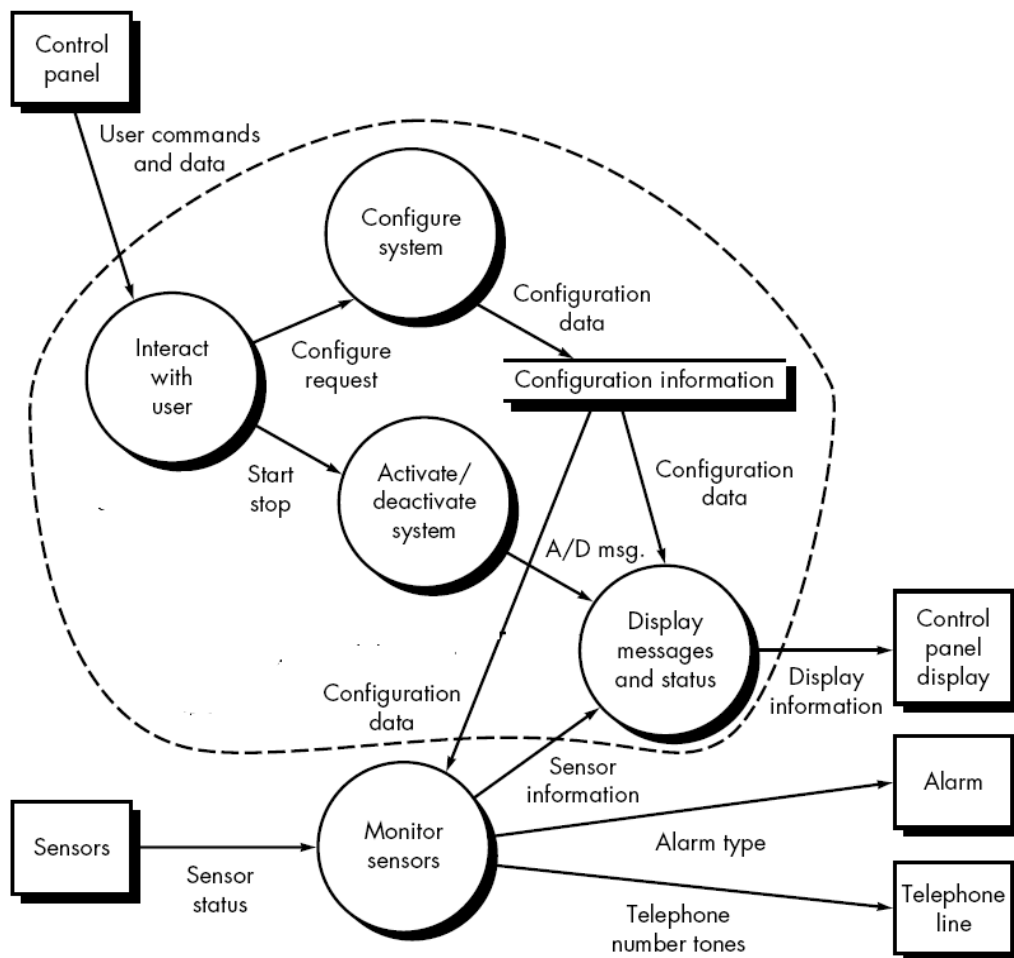 Control
panel
User commands
and data
Configure
system
Configuration
data
Interact
with
user
Configure
request
Configuration information
Start
stop
Activate/
deactivate
system
Configuration
data
A/D msg.
Display
messages
and status
Control
panel
display
Display
information
Configuration
data
Sensor
information
Alarm
Sensors
Monitor
sensors
Alarm type
Sensor
status
Telephone
number tones
Telephone
line